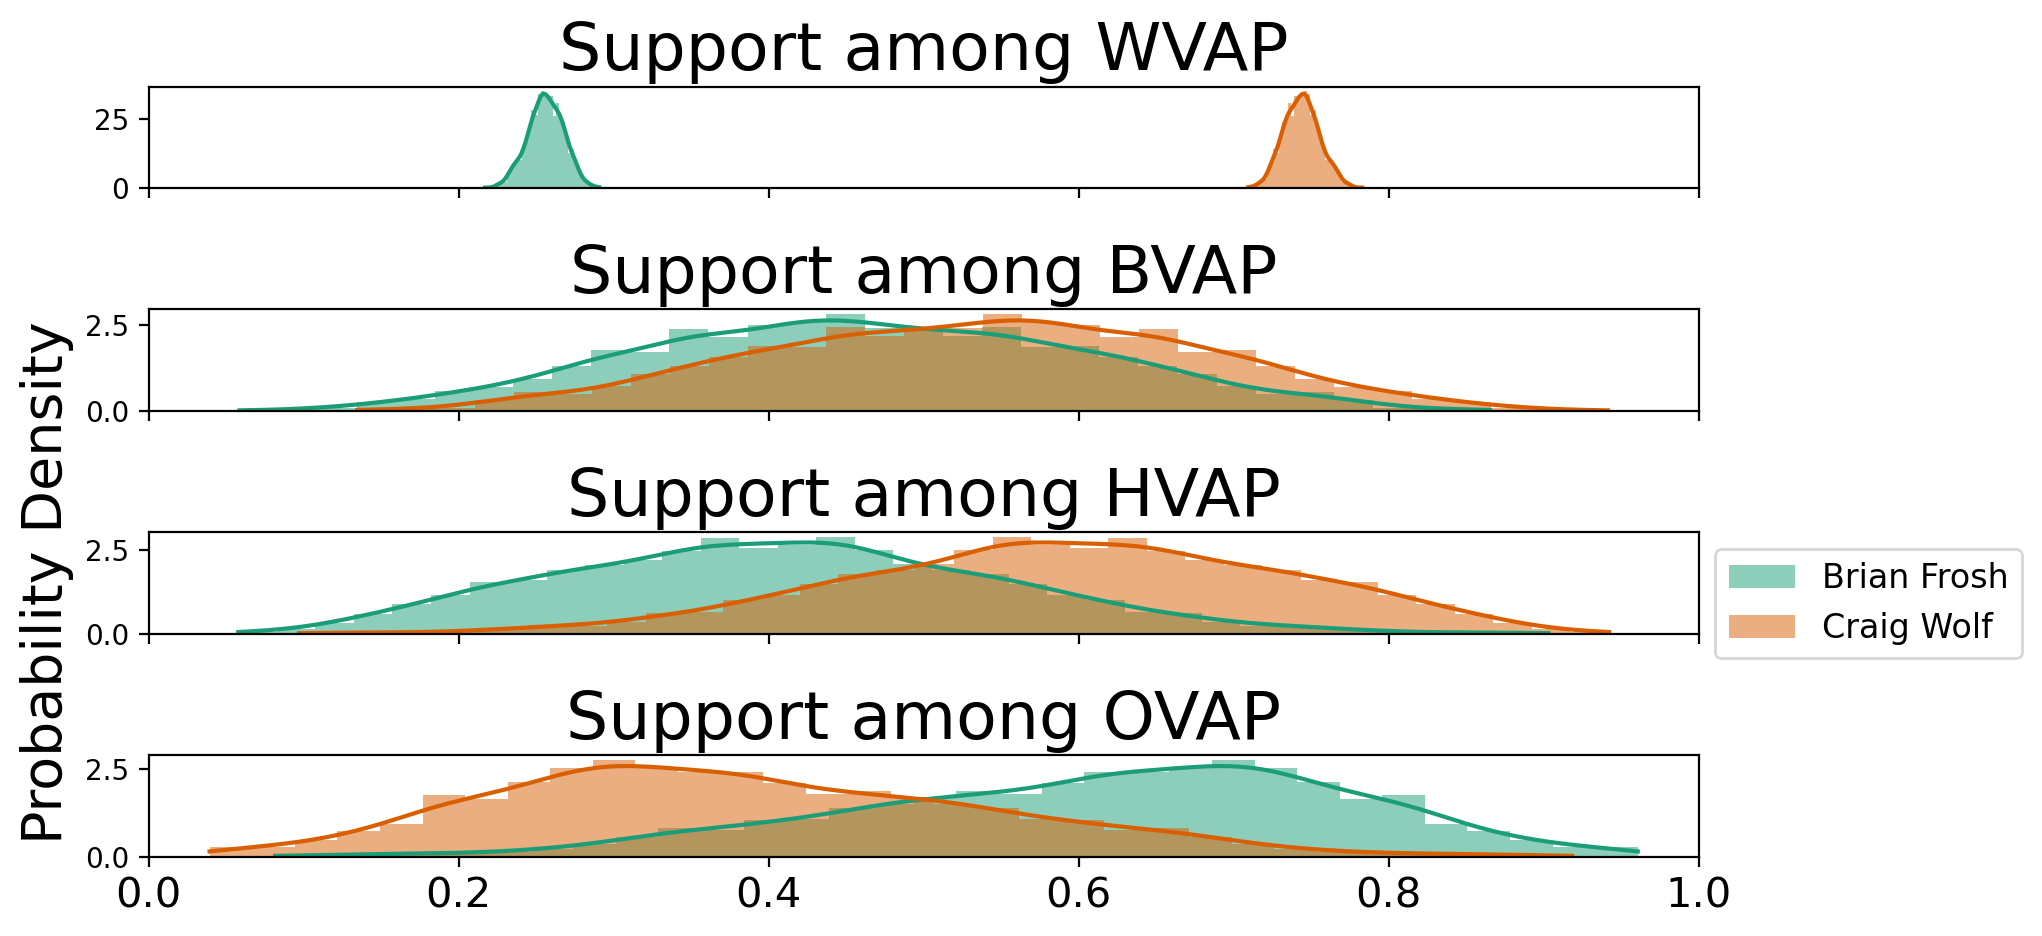 Support among WVAP
25
0
Support among BVAP
2.5
0.0
Support among HVAP
2.5
0.0
Support among OVAP
2.5
0.0
0.0 0.2 0.4 0.6 0.8 1.0
Probability Density
Brian Frosh
Craig Wolf